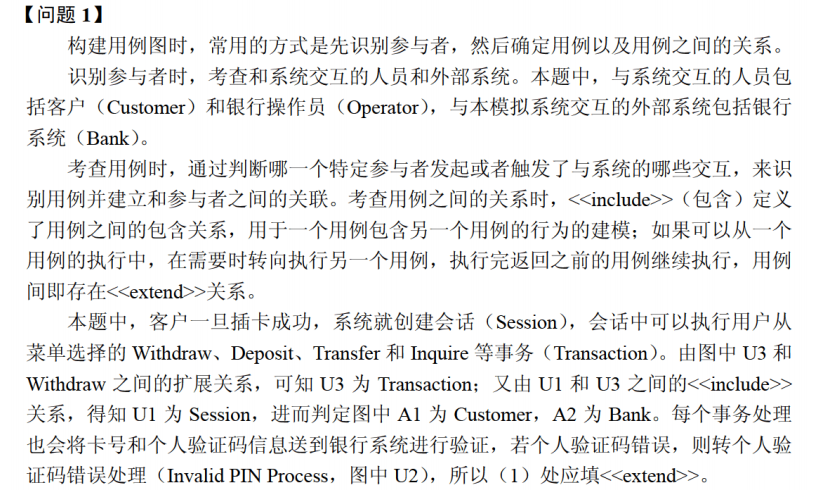 【问题 1】
构建用例图时，常用的方式是先识别参与者，然后确定用例以及用例之间的关系。
识别参与者时，考查和系统交互的人员和外部系统。本题中，与系统交互的人员包
括客户（Customer）和银行操作员（Operator），与本模拟系统交互的外部系统包括银行
系统（Bank）。
考查用例时，通过判断哪一个特定参与者发起或者触发了与系统的哪些交互，来识
别用例并建立和参与者之间的关联。考查用例之间的关系时，<<include>>（包含）定义
了用例之间的包含关系，用于一个用例包含另一个用例的行为的建模；如果可以从一个
用例的执行中，在需要时转向执行另一个用例，执行完返回之前的用例继续执行，用例
间即存在<<extend>>关系。
本题中，客户一旦插卡成功，系统就创建会话（Session），会话中可以执行用户从
菜单选择的 Withdraw、Deposit、Transfer 和 Inquire 等事务（Transaction）。由图中 U3 和
Withdraw 之间的扩展关系，可知 U3 为 Transaction；又由 U1 和 U3 之间的<<include>>
关系，得知 U1 为 Session，进而判定图中 A1 为 Customer，A2 为 Bank。每个事务处理
也会将卡号和个人验证码信息送到银行系统进行验证，若个人验证码错误，则转个人验
证码错误处理（Invalid PIN Process，图中 U2），所以（1）处应填<<extend>>。